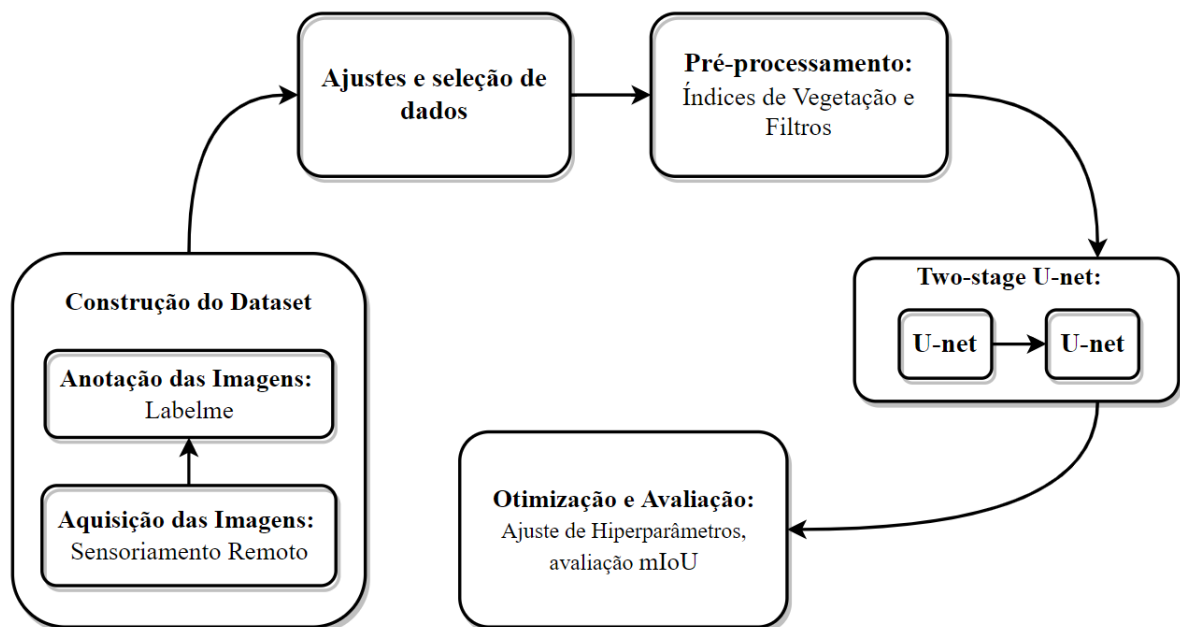 Ajustes e seleção de
dados
Pré-processamento:
Índices de Vegetação e
Filtros
Construção do Dataset
Anotação das Imagens:
Labelme
Aquisição das Imagens:
Sensoriamento Remoto
Two-stage U-net:
U-net
U-net
Otimização e Avaliação:
Ajuste de Hiperparâmetros,
avaliação mIoU